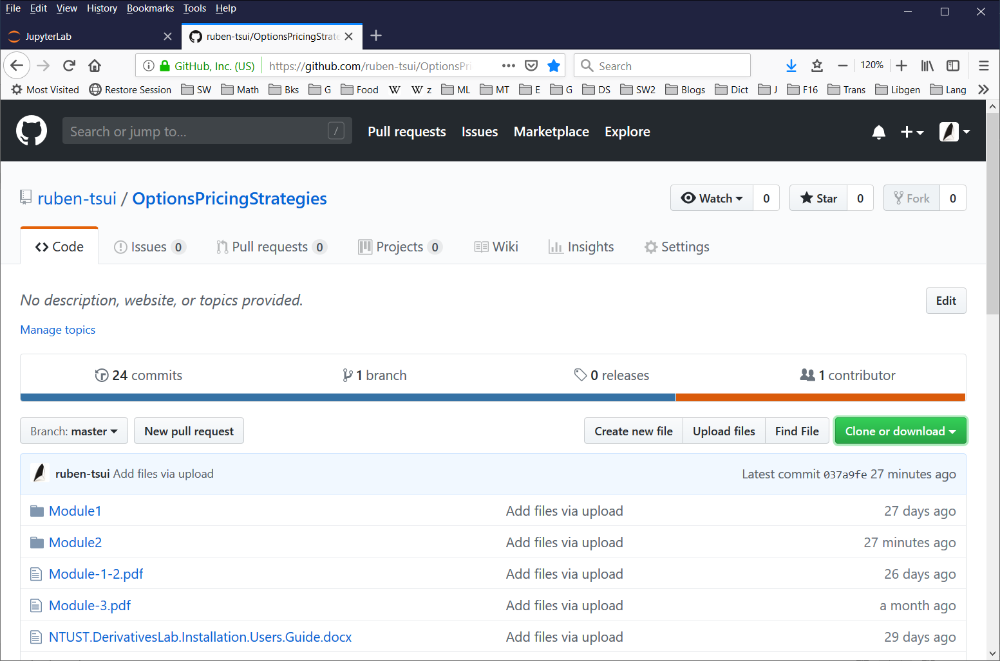 File Edit View History Bookmarks Tools Help
JupyterLab
ruben-tsui/OptionsPricingStrate
GitHub, Inc. (US) https://github.com/ruben-tsui/OptionsPri
Search
120%
Most Visited Restore Session SW Math Bks G Food W W z ML MT E G DS SW2 Blogs Dict J F16 Trans Libgen Lang
Search or jump to... / Pull requests Issues Marketplace Explore
ruben-tsui / OptionsPricingStrategies
Watch 0 Star 0 Fork 0
Code Issues 0 Pull requests 0 Projects 0 Wiki Insights Settings
No description, website, or topics provided. Edit
Manage topics
24 commits 1 branch 0 releases 1 contributor
Branch: master New pull request Create new file Upload files Find File Clone or download
ruben-tsui Add files via upload Latest commit 037a9fe 27 minutes ago
Module1 Add files via upload 27 days ago
Module2 Add files via upload 27 minutes ago
Module-1-2.pdf Add files via upload 26 days ago
Module-3.pdf Add files via upload a month ago
NTUST.DerivativesLab.Installation.Users.Guide.docx Add files via upload 29 days ago